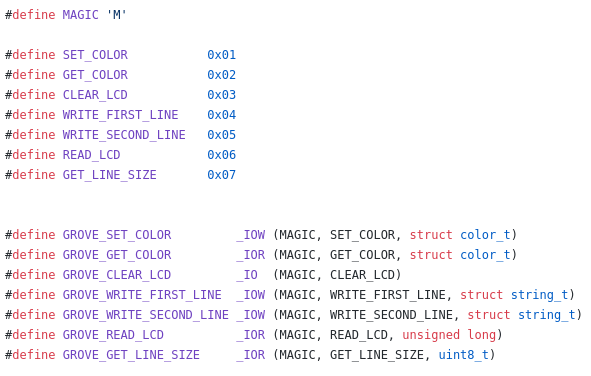 #define MAGIC 'M'

#define SET_COLOR           0x01
#define GET_COLOR           0x02
#define CLEAR_LCD           0x03
#define WRITE_FIRST_LINE    0x04
#define WRITE_SECOND_LINE   0x05
#define READ_LCD            0x06
#define GET_LINE_SIZE       0x07


#define GROVE_SET_COLOR         _IOW (MAGIC, SET_COLOR, struct color_t)
#define GROVE_GET_COLOR         _IOR (MAGIC, GET_COLOR, struct color_t)
#define GROVE_CLEAR_LCD         _IO  (MAGIC, CLEAR_LCD)
#define GROVE_WRITE_FIRST_LINE  _IOW (MAGIC, WRITE_FIRST_LINE, struct string_t)
#define GROVE_WRITE_SECOND_LINE _IOW (MAGIC, WRITE_SECOND_LINE, struct string_t)
#define GROVE_READ_LCD          _IOR (MAGIC, READ_LCD, unsigned long)
#define GROVE_GET_LINE_SIZE     _IOR (MAGIC, GET_LINE_SIZE, uint8_t)